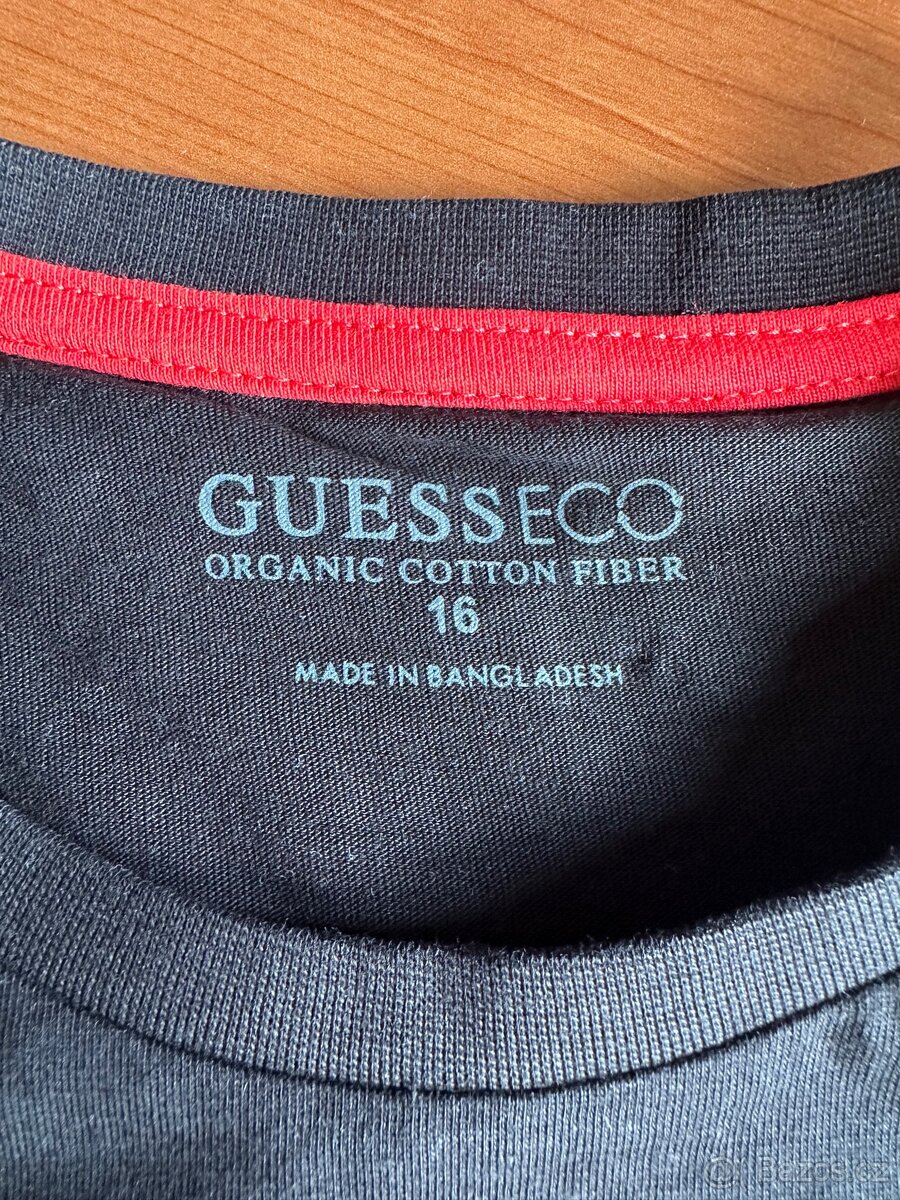 GUESSECO
ORGANIC COTTON FIBER
16
MADE IN BANGLADESH
Bazos.cz